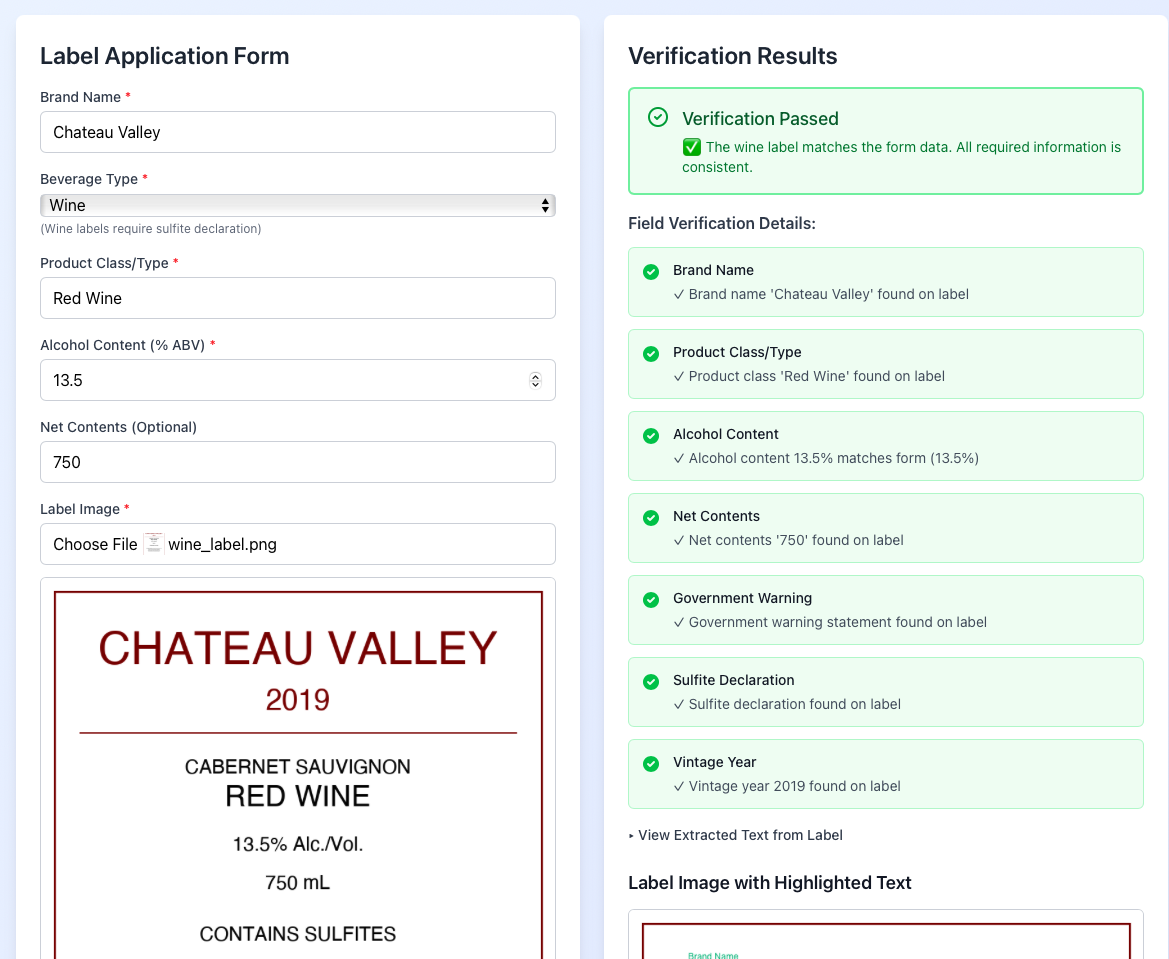 Label Application Form
Brand Name *
Chateau Valley
Beverage Type *
Wine
(Wine labels require sulfite declaration)
Product Class/Type *
Red Wine
Alcohol Content (% ABV) *
13.5
Net Contents (Optional)
750
Label Image *
Choose File wine_label.png
CHATEAU VALLEY
2019
CABERNET SAUVIGNON
RED WINE
13.5% Alc./Vol.
750 mL
CONTAINS SULFITES
Verification Results
Verification Passed
✅ The wine label matches the form data. All required information is
consistent.
Field Verification Details:
Brand Name
✓ Brand name 'Chateau Valley' found on label
Product Class/Type
✓ Product class 'Red Wine' found on label
Alcohol Content
✓ Alcohol content 13.5% matches form (13.5%)
Net Contents
✓ Net contents '750' found on label
Government Warning
✓ Government warning statement found on label
Sulfite Declaration
✓ Sulfite declaration found on label
Vintage Year
✓ Vintage year 2019 found on label
▸ View Extracted Text from Label
Label Image with Highlighted Text
Brand Name